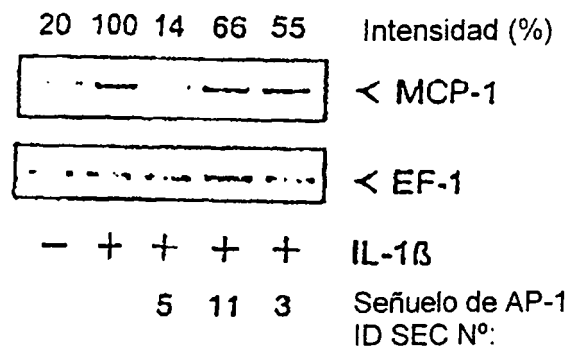 20 100 14 66 55 Intensidad (%)
< MCP-1
< EF-1
− + + + + IL-1ß
5 11 3 Señuelo de AP-1
ID SEC Nº: